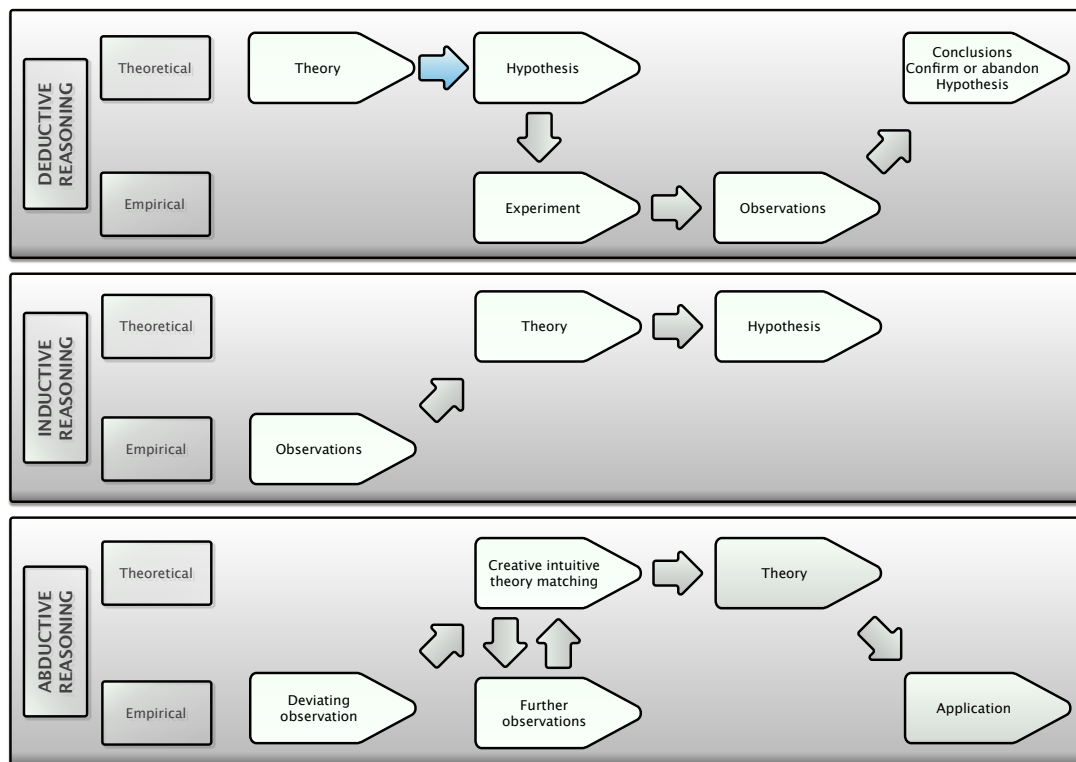 DEDUCTIVE
REASONING
Theoretical
Theory
Hypothesis
Conclusions
Confirm or abandon
Hypothesis
Empirical
Experiment
Observations
INDUCTIVE
REASONING
Theoretical
Theory
Hypothesis
Empirical
Observations
ABDUCTIVE
REASONING
Theoretical
Creative intuitive
theory matching
Theory
Empirical
Deviating
observation
Further
observations
Application